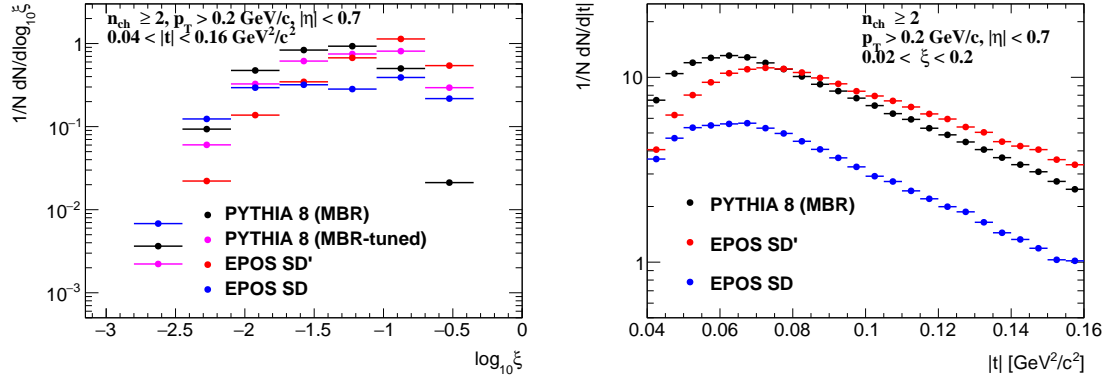 n_ch ≥ 2, p_T > 0.2 GeV/c, |η| < 0.7
0.04 < |t| < 0.16 GeV²/c²
1/N dN/dlog₁₀ξ
1
10⁻¹
10⁻²
10⁻³
PYTHIA 8 (MBR)
PYTHIA 8 (MBR-tuned)
EPOS SD'
EPOS SD
−3 −2.5 −2 −1.5 −1 −0.5 0
log₁₀ξ
n_ch ≥ 2
p_T > 0.2 GeV/c, |η| < 0.7
0.02 < ξ < 0.2
1/N dN/d|t|
10
1
PYTHIA 8 (MBR)
EPOS SD'
EPOS SD
0.04 0.06 0.08 0.1 0.12 0.14 0.16
|t| [GeV²/c²]